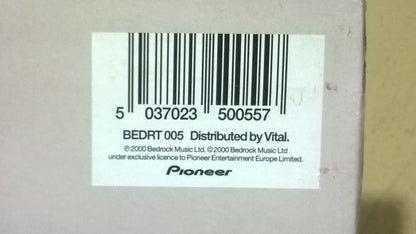 5 037023 500557
BEDRT 005 Distributed by Vital.
℗2000 Bedrock Music Ltd. ©2000 Bedrock Music Ltd
under exclusive licence to Pioneer Entertainment Europe Limited.
Pioneer